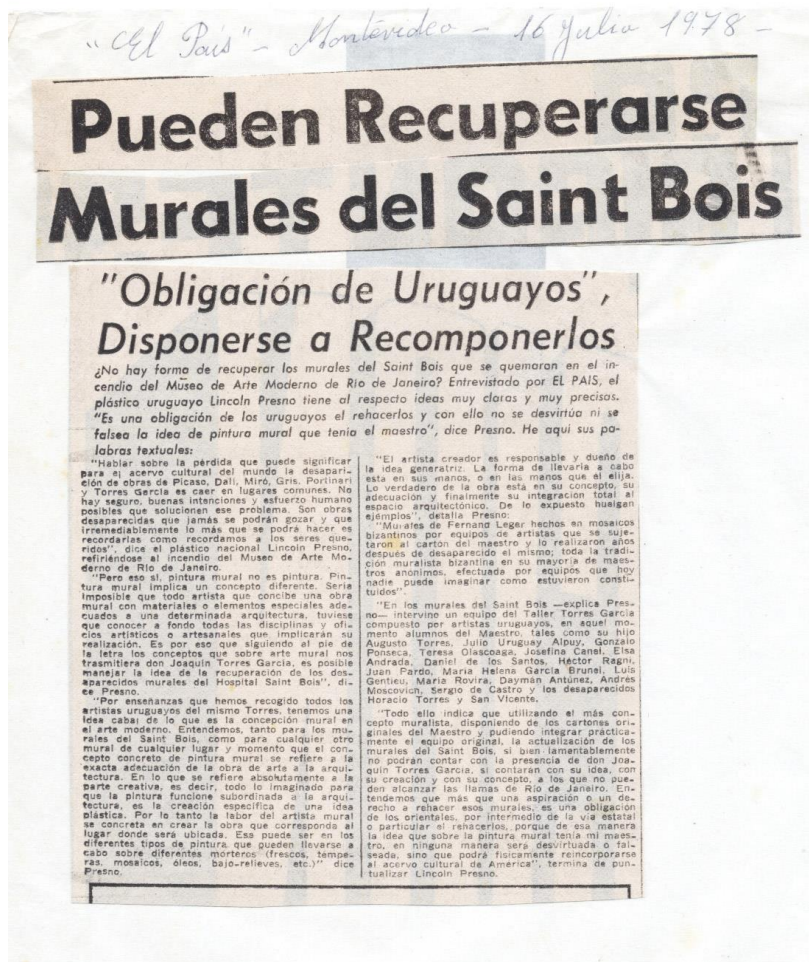 "El País" - Montevideo - 16 Julio 1978 -
Pueden Recuperarse
Murales del Saint Bois
"Obligación de Uruguayos",
Disponerse a Recomponerlos
¿No hay forma de recuperar los murales del Saint Bois que se quemaron en el in-
cendio del Museo de Arte Moderno de Río de Janeiro? Entrevistado por EL PAIS, el
plástico uruguayo Lincoln Presno tiene al respecto ideas muy claras y muy precisas.
"Es una obligación de los uruguayos el rehacerlos y con ello no se desvirtúa ni se
falsea la idea de pintura mural que tenía el maestro", dice Presno. He aquí sus pa-
labras textuales:
"Hablar sobre la pérdida que puede significar
para el acervo cultural del mundo la desapari-
ción de obras de Picaso, Dalí, Miró, Gris, Portinari
y Torres García es caer en lugares comunes. No
hay seguro, buenas intenciones y esfuerzo humano
posibles que solucionen ese problema. Son obras
desaparecidas que jamás se podrán gozar y que
irremediablemente lo más que se podrá hacer es
recordarlas como recordamos a los seres que-
ridos", dice el plástico nacional Lincoln Presno,
refiriéndose al incendio del Museo de Arte Mo-
derno de Río de Janeiro.
"Pero eso sí, pintura mural no es pintura. Pin-
tura mural implica un concepto diferente. Sería
imposible que todo artista que concibe una obra
mural con materiales o elementos especiales ade-
cuados a una determinada arquitectura, tuviese
que conocer a fondo todas las disciplinas y ofi-
cios artísticos o artesanales que implicarán su
realización. Es por eso que siguiendo al pie de
la letra los conceptos que sobre arte mural nos
trasmitiera don Joaquín Torres García, es posible
manejar la idea de la recuperación de los des-
aparecidos murales del Hospital Saint Bois", di-
ce Presno.
"Por enseñanzas que hemos recogido todos los
artistas uruguayos del mismo Torres, tenemos una
idea cabal de lo que es la concepción mural en
el arte moderno. Entendemos, tanto para los mu-
rales del Saint Bois, como para cualquier otro
mural de cualquier lugar y momento que el con-
cepto concreto de pintura mural se refiere a la
exacta adecuación de la obra de arte a la arqui-
tectura. En lo que se refiere absolutamente a la
parte creativa, es decir, todo lo imaginado para
que la pintura funcione subordinada a la arqui-
tectura, es la creación específica de una idea
plástica. Por lo tanto la labor del artista mural
se concreta en crear la obra que corresponda al
lugar donde será ubicada. Esa puede ser en los
diferentes tipos de pintura que pueden llevarse a
cabo sobre diferentes morteros (frescos, témpe-
ras, mosaicos, óleos, bajo-relieves, etc.)" dice
Presno.
"El artista creador es responsable y dueño de
la idea generatriz. La forma de llevarla a cabo
está en sus manos, o en las manos que él elija.
Lo verdadero de la obra está en su concepto, su
adecuación y finalmente su integración total al
espacio arquitectónico. De lo expuesto huelgan
ejemplos", detalla Presno:
"Murales de Fernand Leger hechos en mosaicos
bizantinos por equipos de artistas que se suje-
taron al cartón del maestro y lo realizaron años
después de desaparecido el mismo; toda la tradi-
ción muralista bizantina en su mayoría de maes-
tros anónimos, efectuada por equipos que hoy
nadie puede imaginar como estuvieron consti-
tuidos".
"En los murales del Saint Bois —explica Pres-
no— intervino un equipo del Taller Torres García
compuesto por artistas uruguayos, en aquel mo-
mento alumnos del Maestro, tales como su hijo
Augusto Torres, Julio Uruguay Alpuy, Gonzalo
Fonseca, Teresa Olascoaga, Josefina Canel, Elsa
Andrada, Daniel de los Santos, Héctor Ragni,
Juan Pardo, María Helena García Brunel, Luis
Gentieu, María Rovira, Dayman Antúnez, Andrés
Moscovich, Sergio de Castro y los desaparecidos
Horacio Torres y San Vicente.
"Todo ello indica que utilizando el más con-
cepto muralista, disponiendo de los cartones ori-
ginales del Maestro y pudiendo integrar práctica-
mente el equipo original, la actualización de los
murales del Saint Bois, si bien lamentablemente
no podrán contar con la presencia de don Joa-
quín Torres García, sí contarán con su idea, con
su creación y con su concepto, a los que no pue-
den alcanzar las llamas de Río de Janeiro. En-
tendemos que más que una aspiración o un de-
recho a rehacer esos murales, es una obligación
de los orientales, por intermedio de la vía estatal
o particular el rehacerlos, porque de esa manera
la idea que sobre la pintura mural tenía mi maes-
tro, en ninguna manera será desvirtuada o fal-
seada, sino que podrá físicamente reincorporarse
al acervo cultural de América", termina de pun-
tualizar Lincoln Presno.